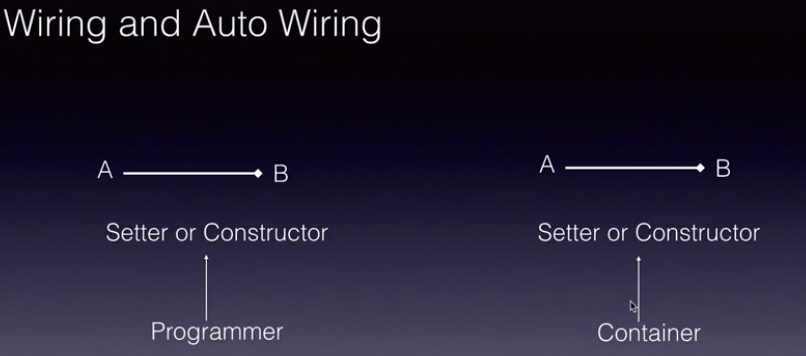 Wiring and Auto Wiring
A B
Setter or Constructor
Programmer
A B
Setter or Constructor
Container